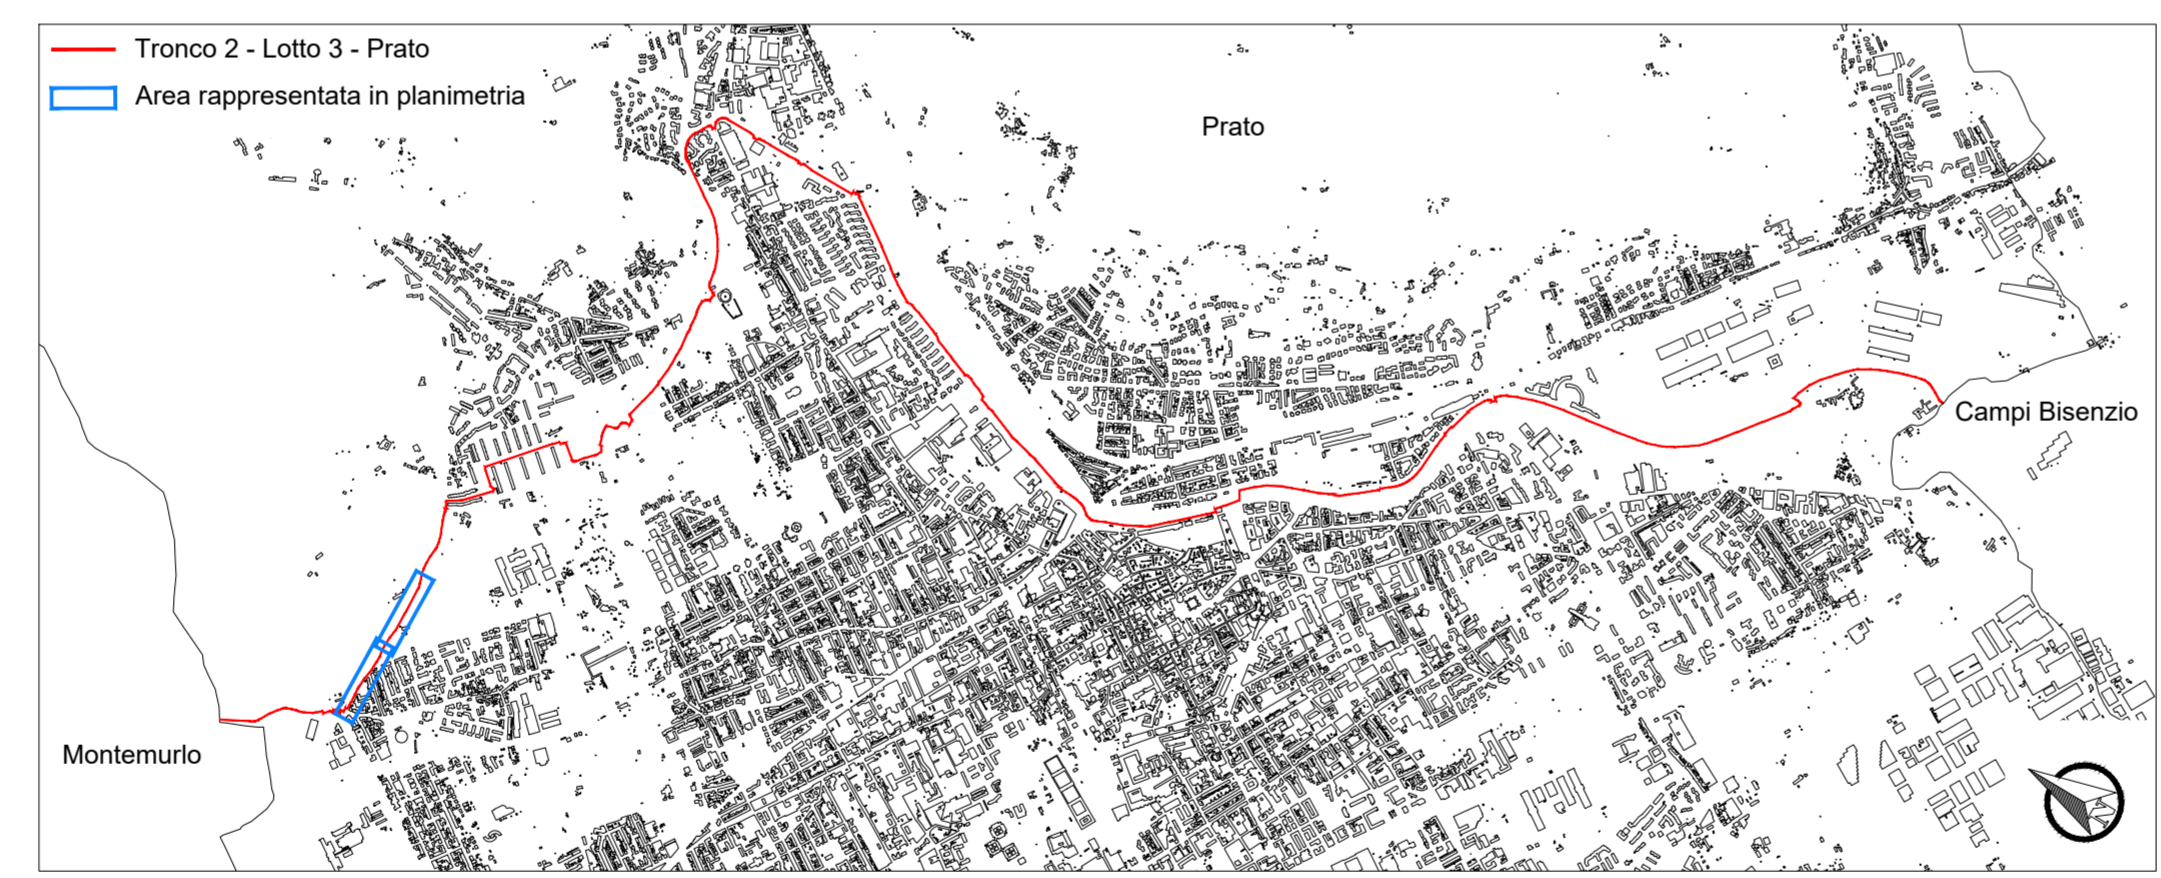 Tronco 2 - Lotto 3 - Prato
Area rappresentata in planimetria
Prato
Campi Bisenzio
Montemurlo